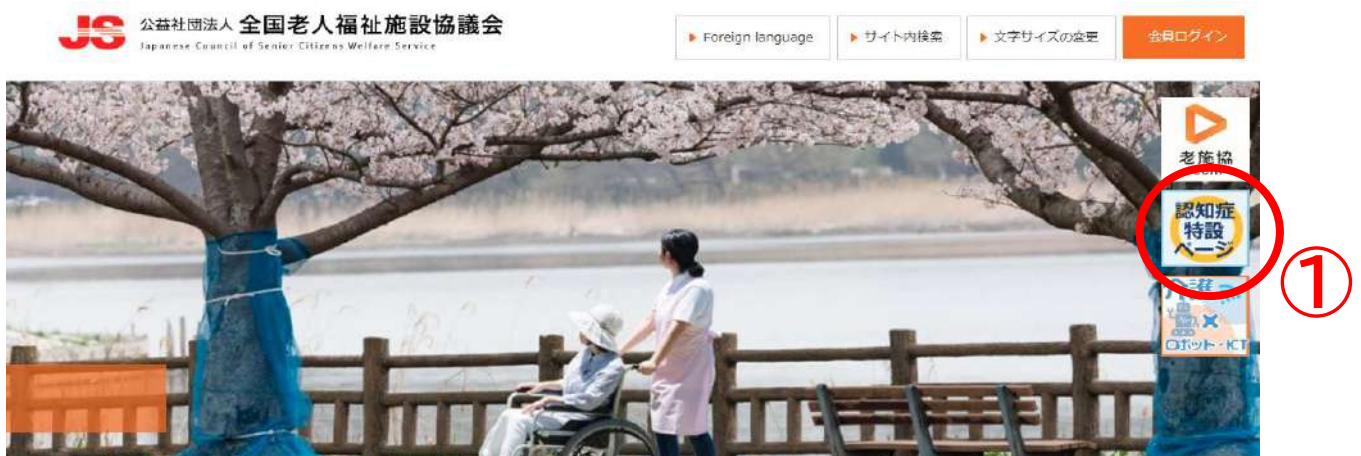 JS
公益社団法人 全国老人福祉施設協議会
Japanese Council of Senior Citizens Welfare Service
Foreign language
サイト内検索
文字サイズの変更
会員ログイン
老施協
.com
認知症
特設
ページ
①
介護
ロボット・ICT